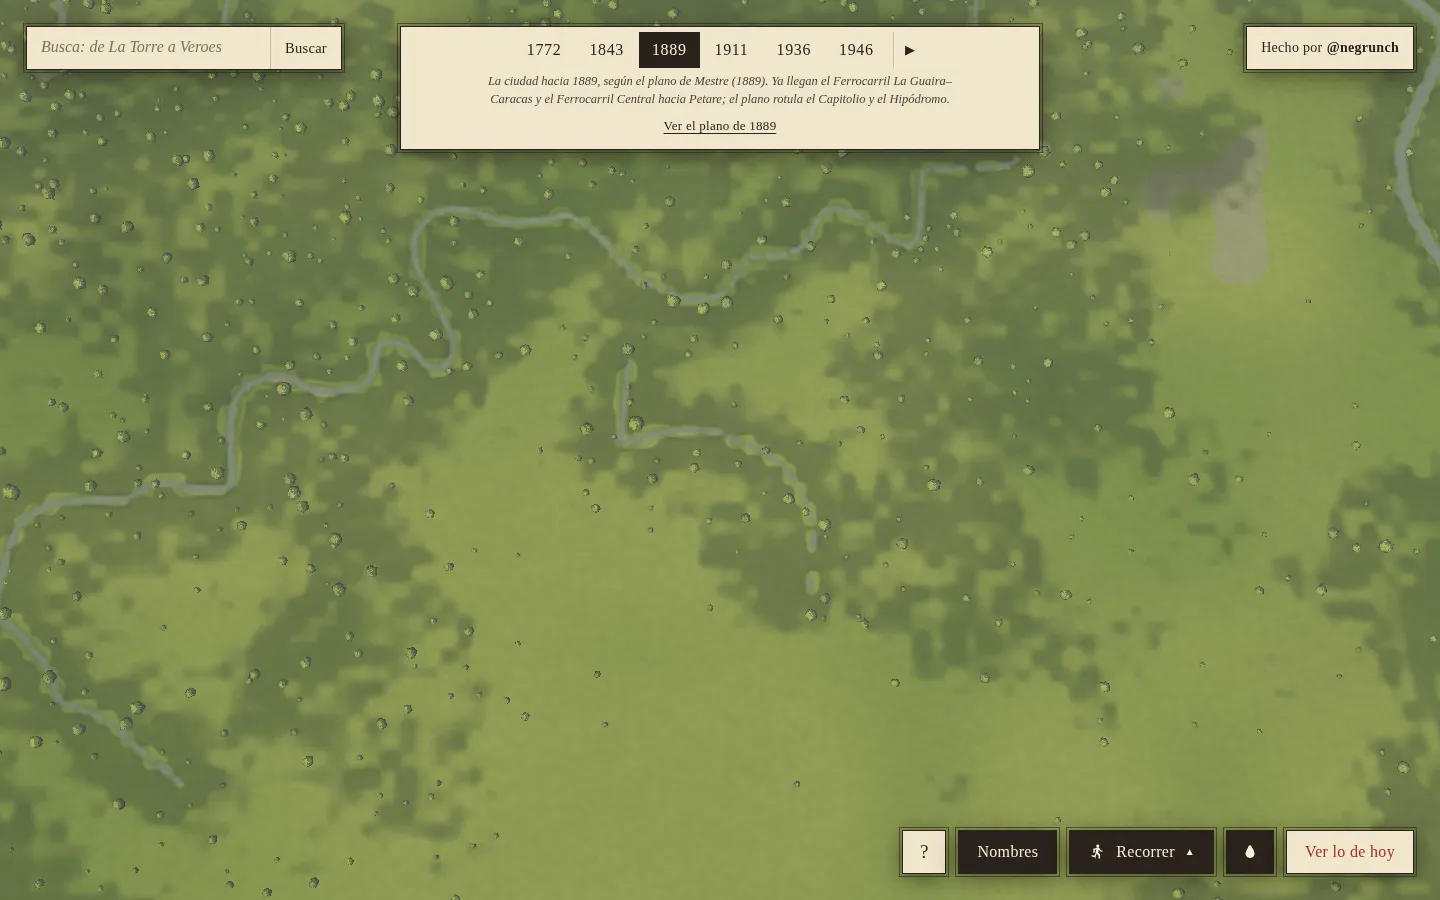 Busca: de La Torre a Veroes
Buscar
1772 1843 1889 1911 1936 1946 ▶
La ciudad hacia 1889, según el plano de Mestre (1889). Ya llegan el Ferrocarril La Guaira–
Caracas y el Ferrocarril Central hacia Petare; el plano rotula el Capitolio y el Hipódromo.
Ver el plano de 1889
Hecho por @negrunch
?
Nombres
Recorrer ▲
Ver lo de hoy